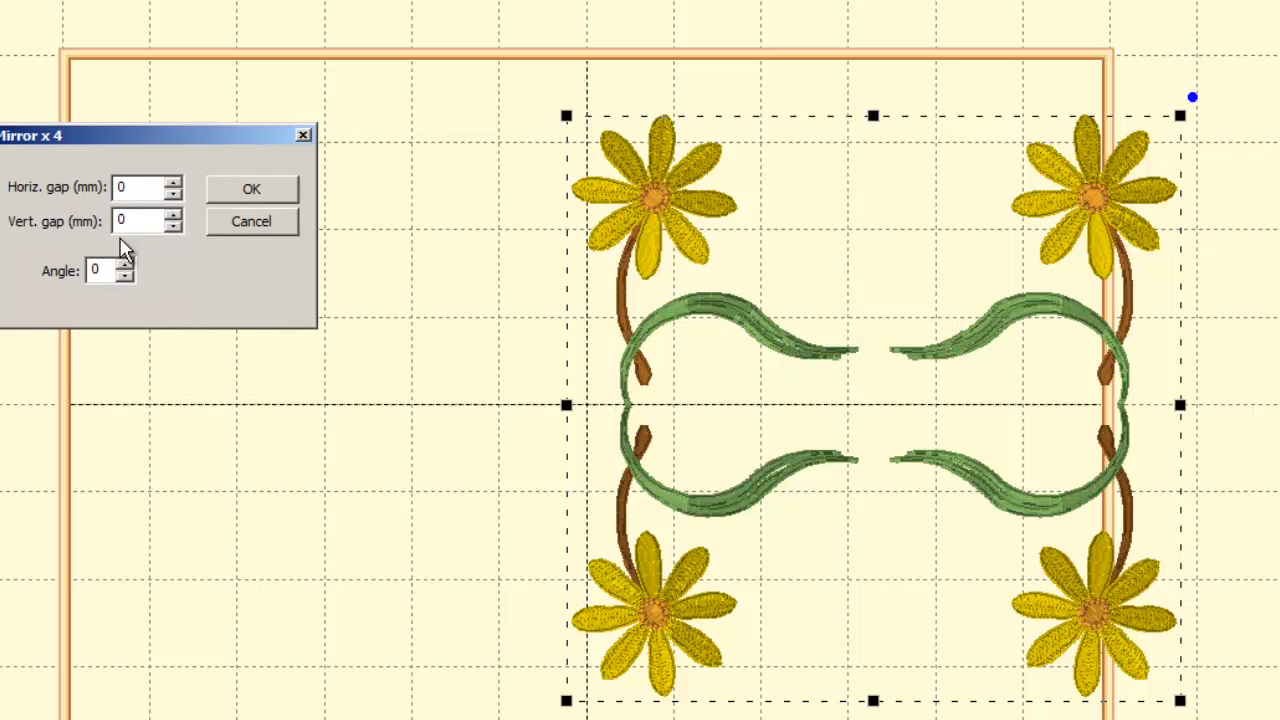 Mirror x 4
Horiz. gap (mm): 0
OK
Vert. gap (mm): 0
Cancel
Angle: 0